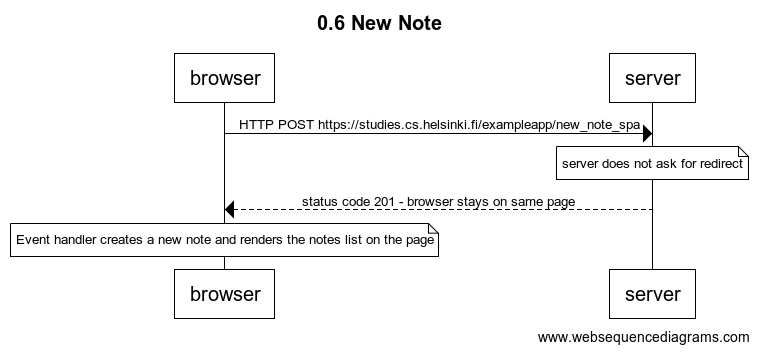 0.6 New Note
browser
server
HTTP POST https://studies.cs.helsinki.fi/exampleapp/new_note_spa
server does not ask for redirect
status code 201 - browser stays on same page
Event handler creates a new note and renders the notes list on the page
browser
server
www.websequencediagrams.com